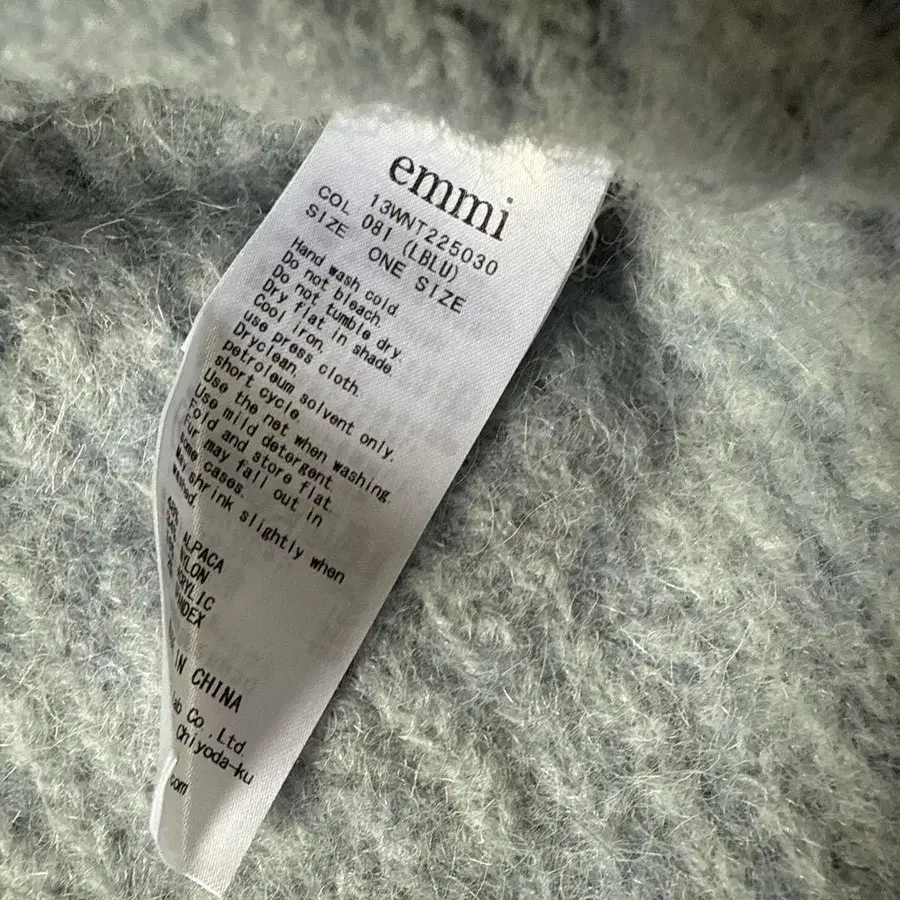 emmi
13WNT225030
COL 081 (LBLU)
SIZE ONE SIZE
Hand wash cold.
Do not bleach.
Do not tumble dry.
Dry flat in shade.
Cool iron.
use press cloth.
Dryclean.
petroleum solvent only.
short cycle.
Use the net when washing.
Use mild detergent.
Fold and store flat.
Fur may fall out in
some cases.
shrink slightly when
ALPACA
IN CHINA
Co.,Ltd
Chiyoda-ku